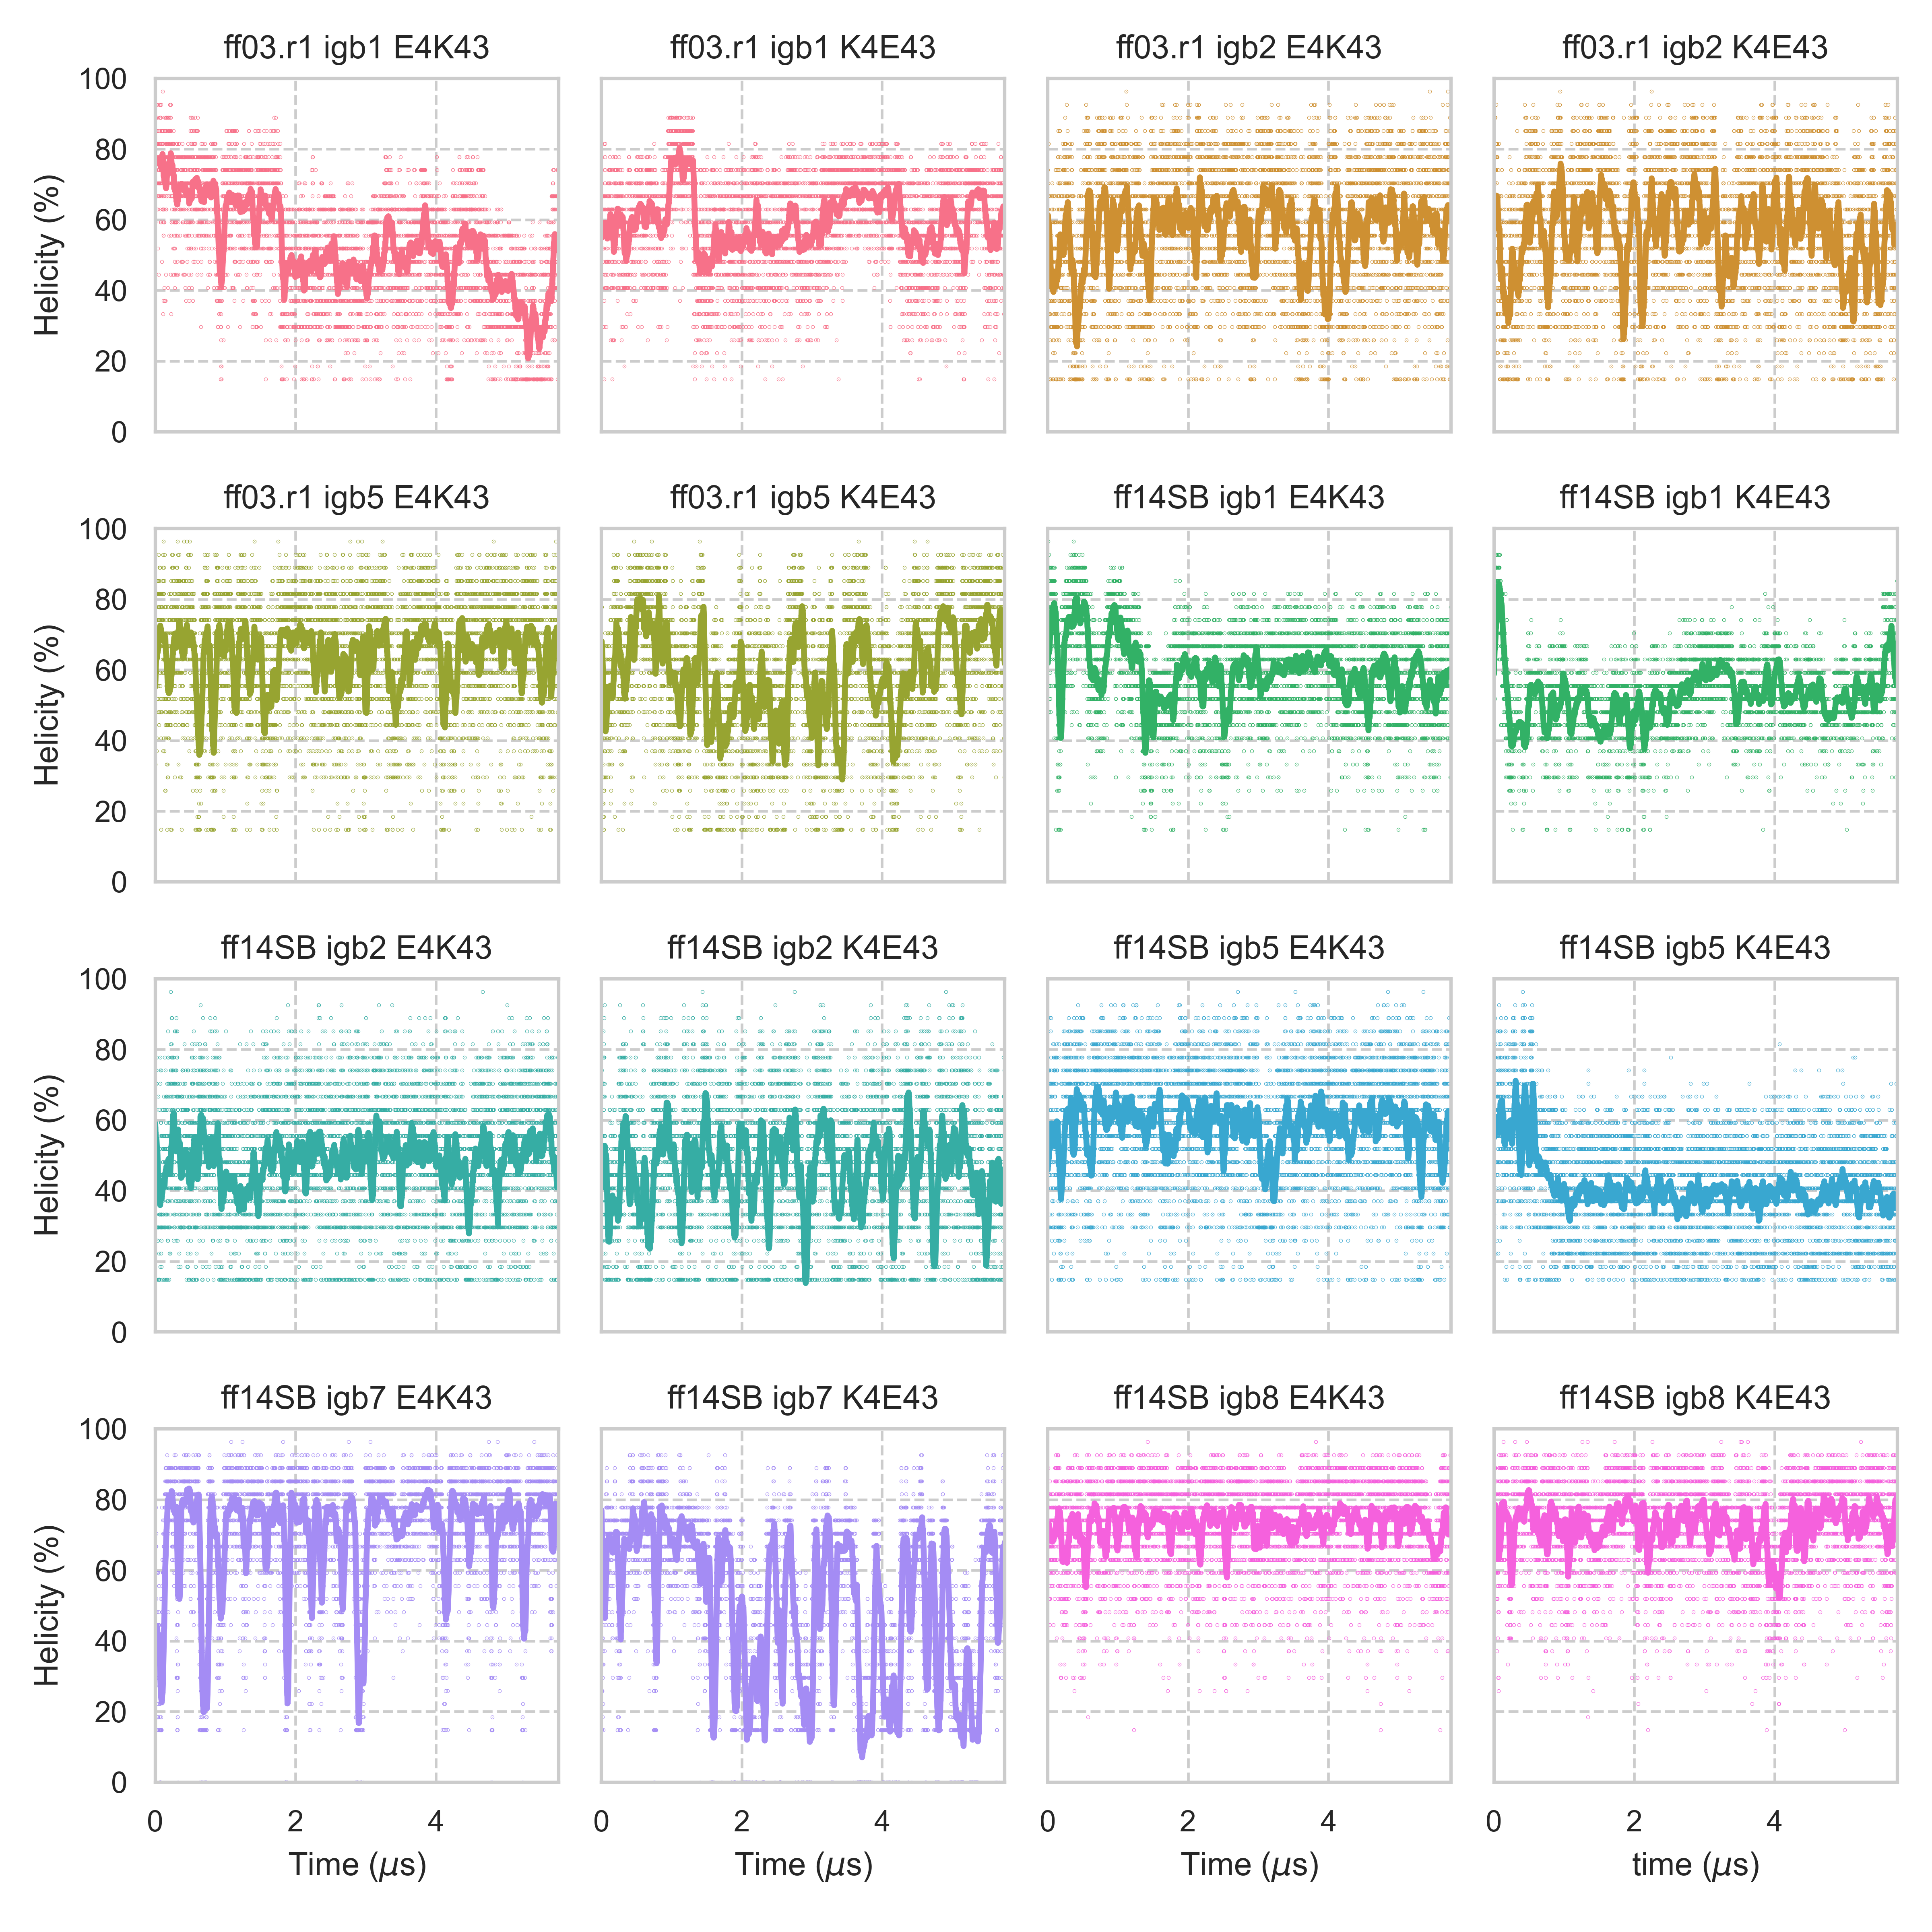 ff03.r1 igb1 E4K43
ff03.r1 igb1 K4E43
ff03.r1 igb2 E4K43
ff03.r1 igb2 K4E43
100
80
60
40
20
0
Helicity (%)
ff03.r1 igb5 E4K43
ff03.r1 igb5 K4E43
ff14SB igb1 E4K43
ff14SB igb1 K4E43
100
80
60
40
20
0
Helicity (%)
ff14SB igb2 E4K43
ff14SB igb2 K4E43
ff14SB igb5 E4K43
ff14SB igb5 K4E43
100
80
60
40
20
0
Helicity (%)
ff14SB igb7 E4K43
ff14SB igb7 K4E43
ff14SB igb8 E4K43
ff14SB igb8 K4E43
100
80
60
40
20
0
Helicity (%)
0 2 4
0 2 4
0 2 4
0 2 4
Time (μs)
Time (μs)
Time (μs)
time (μs)